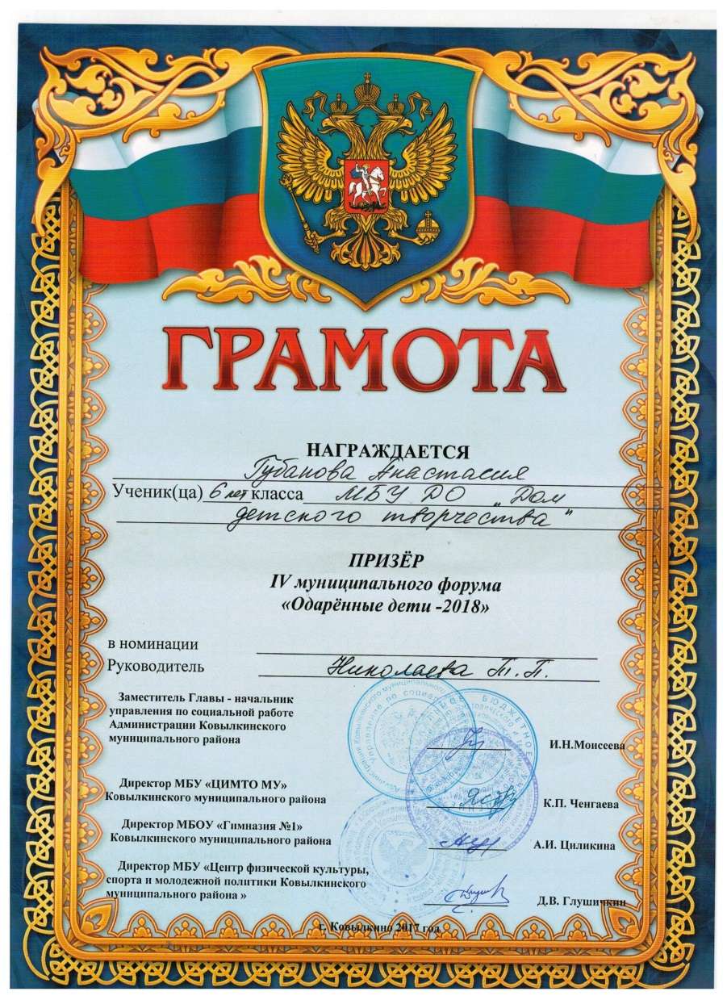 ГРАМОТА
НАГРАЖДАЕТСЯ
Губанова Анастасия
Ученик(ца) 6 лет класса МБУ ДО „Дом
детского творчества"
ПРИЗЁР
IV муниципального форума
«Одарённые дети -2018»
в номинации
Руководитель Николаева Т.П.
Заместитель Главы - начальник
управления по социальной работе
Администрации Ковылкинского
муниципального района
И.Н.Моисеева
Директор МБУ «ЦИМТО МУ»
Ковылкинского муниципального района
К.П. Ченгаева
Директор МБОУ «Гимназия №1»
Ковылкинского муниципального района
А.И. Циликина
Директор МБУ «Центр физической культуры,
спорта и молодежной политики Ковылкинского
муниципального района »
Д.В. Глушичкин
г. Ковылкино 2017 год